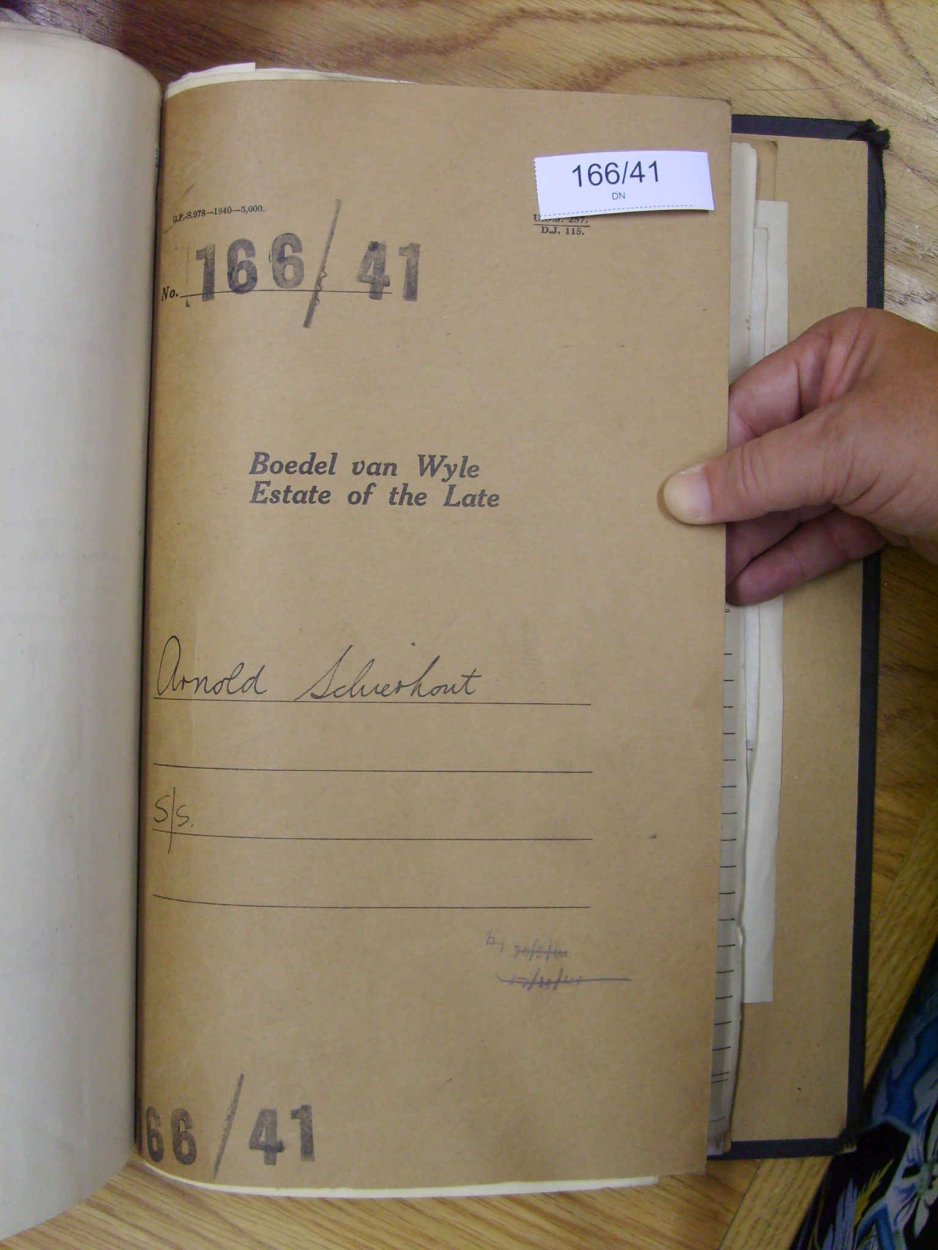 166/41
DN
G.P.-S.978—1940—5,000.
D.J. 115.
No. 166/41
Boedel van Wyle
Estate of the Late
Arnold Schierhout
S/S.
66/41